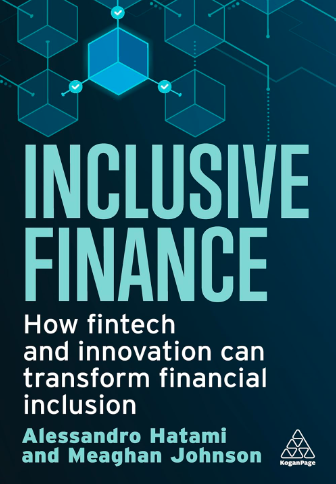 INCLUSIVE
FINANCE
How fintech
and innovation can
transform financial
inclusion
Alessandro Hatami
and Meaghan Johnson
KoganPage